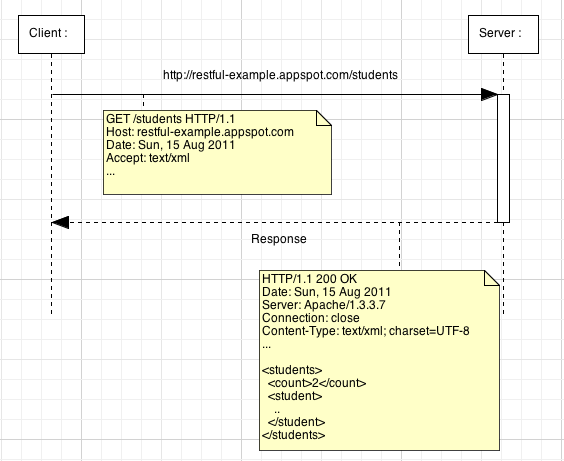 Client :
Server :
http://restful-example.appspot.com/students
GET /students HTTP/1.1
Host: restful-example.appspot.com
Date: Sun, 15 Aug 2011
Accept: text/xml
...
Response
HTTP/1.1 200 OK
Date: Sun, 15 Aug 2011
Server: Apache/1.3.3.7
Connection: close
Content-Type: text/xml; charset=UTF-8
...
<students>
  <count>2</count>
  <student>
    ..
  </student>
</students>